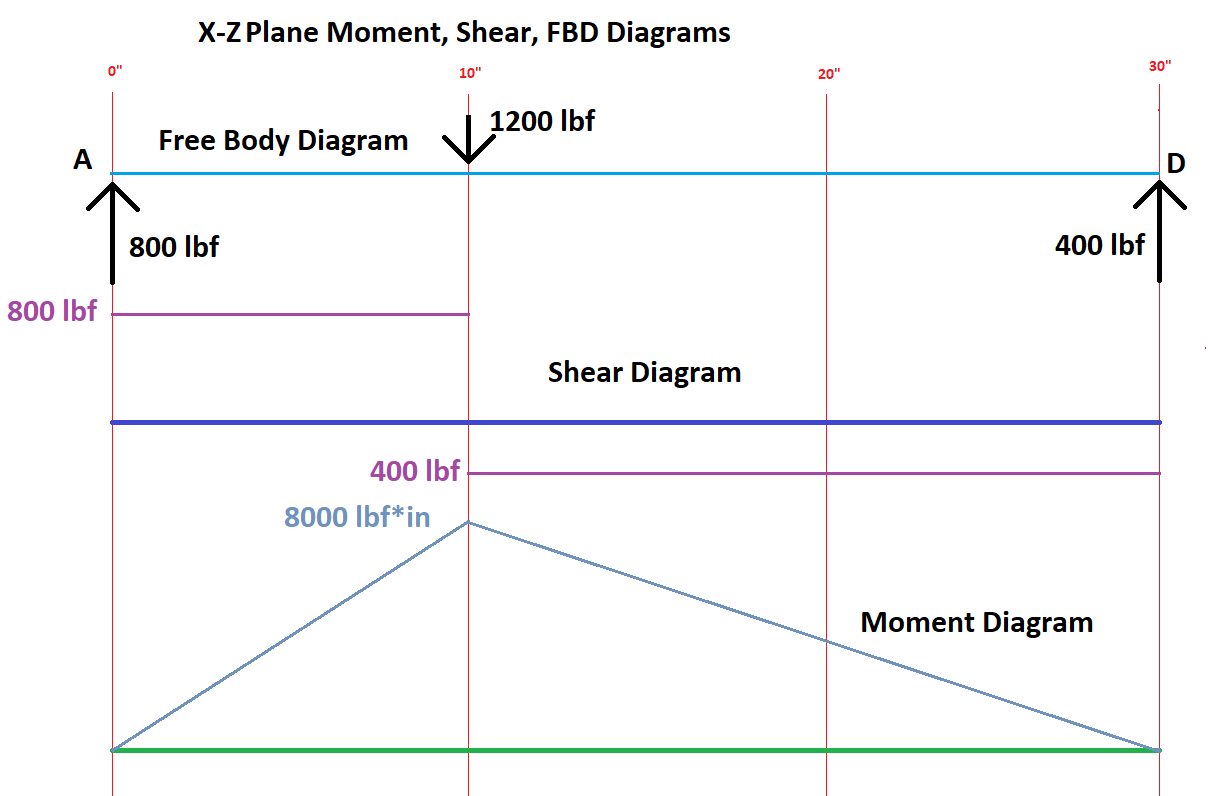 X-Z Plane Moment, Shear, FBD Diagrams
0"
10"
20"
30"
1200 lbf
Free Body Diagram
A
D
800 lbf
400 lbf
800 lbf
Shear Diagram
400 lbf
8000 lbf*in
Moment Diagram